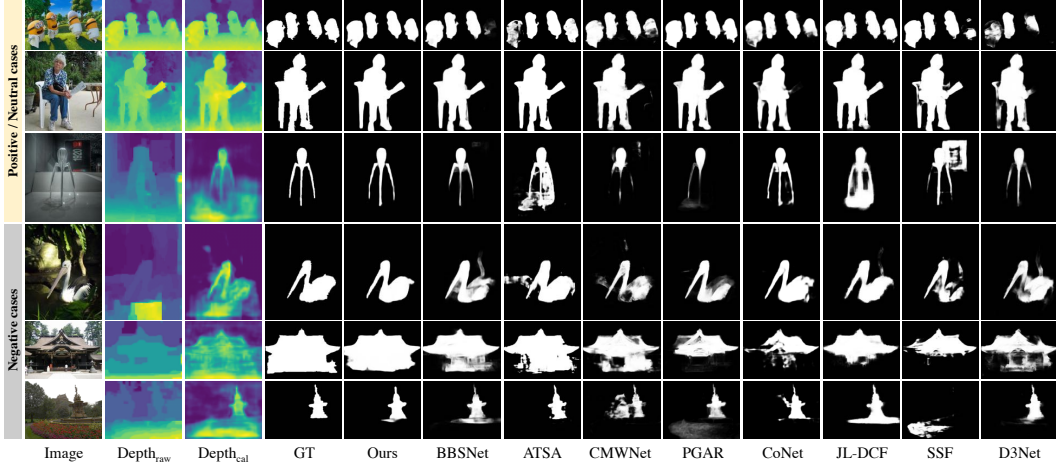 Positive / Neutral cases
Negative cases
Image Depth_raw Depth_cal GT Ours BBSNet ATSA CMWNet PGAR CoNet JL-DCF SSF D3Net